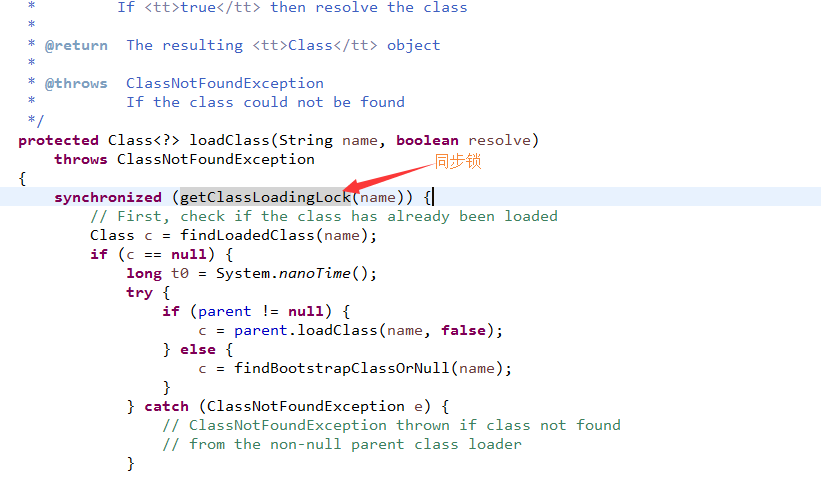 *         If <tt>true</tt> then resolve the class
*
* @return  The resulting <tt>Class</tt> object
*
* @throws  ClassNotFoundException
*          If the class could not be found
*/
protected Class<?> loadClass(String name, boolean resolve)
    throws ClassNotFoundException
同步锁
{
    synchronized (getClassLoadingLock(name)) {
        // First, check if the class has already been loaded
        Class c = findLoadedClass(name);
        if (c == null) {
            long t0 = System.nanoTime();
            try {
                if (parent != null) {
                    c = parent.loadClass(name, false);
                } else {
                    c = findBootstrapClassOrNull(name);
                }
            } catch (ClassNotFoundException e) {
                // ClassNotFoundException thrown if class not found
                // from the non-null parent class loader
            }